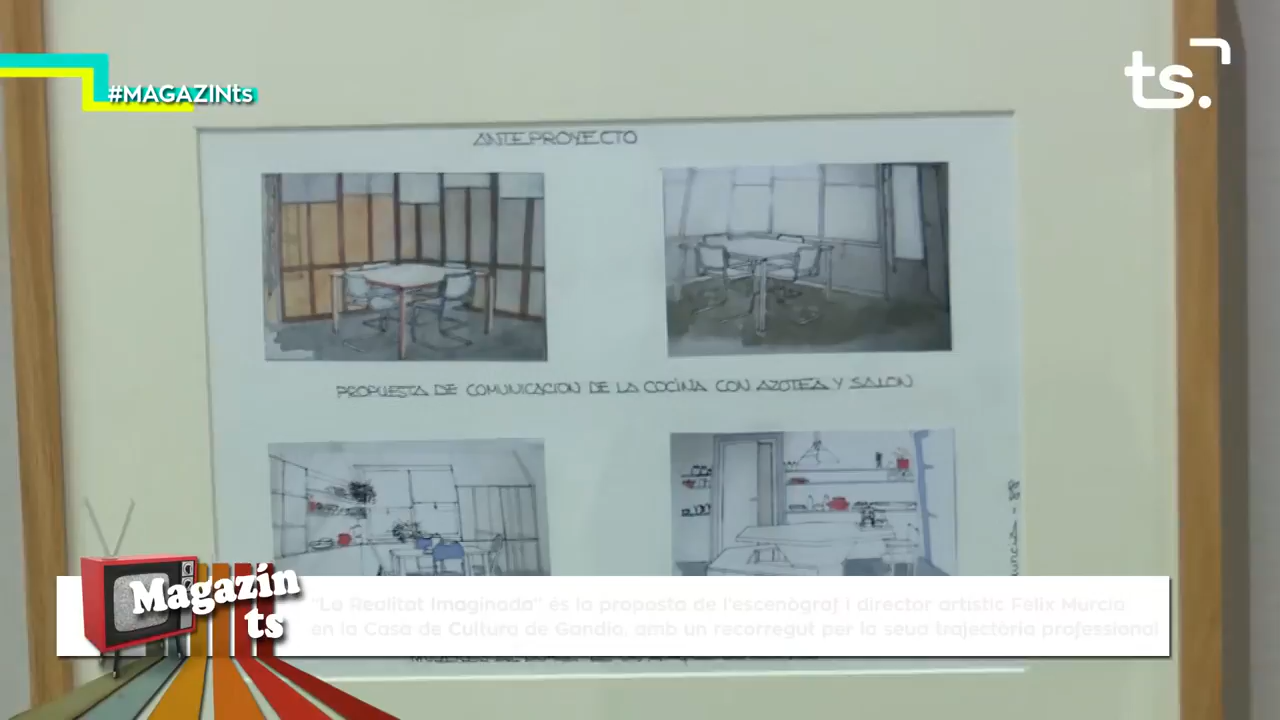 #MAGAZINts
ts.
ANTEPROYECTO
PROPUESTA DE COMUNICACION DE LA COCINA CON AZOTEA Y SALON
Magazín
ts
"La Realitat Imaginada" és la proposta de l'escenògraf i director artístic Félix Murcia
en la Casa de Cultura de Gandia, amb un recorregut per la seua trajectòria professional